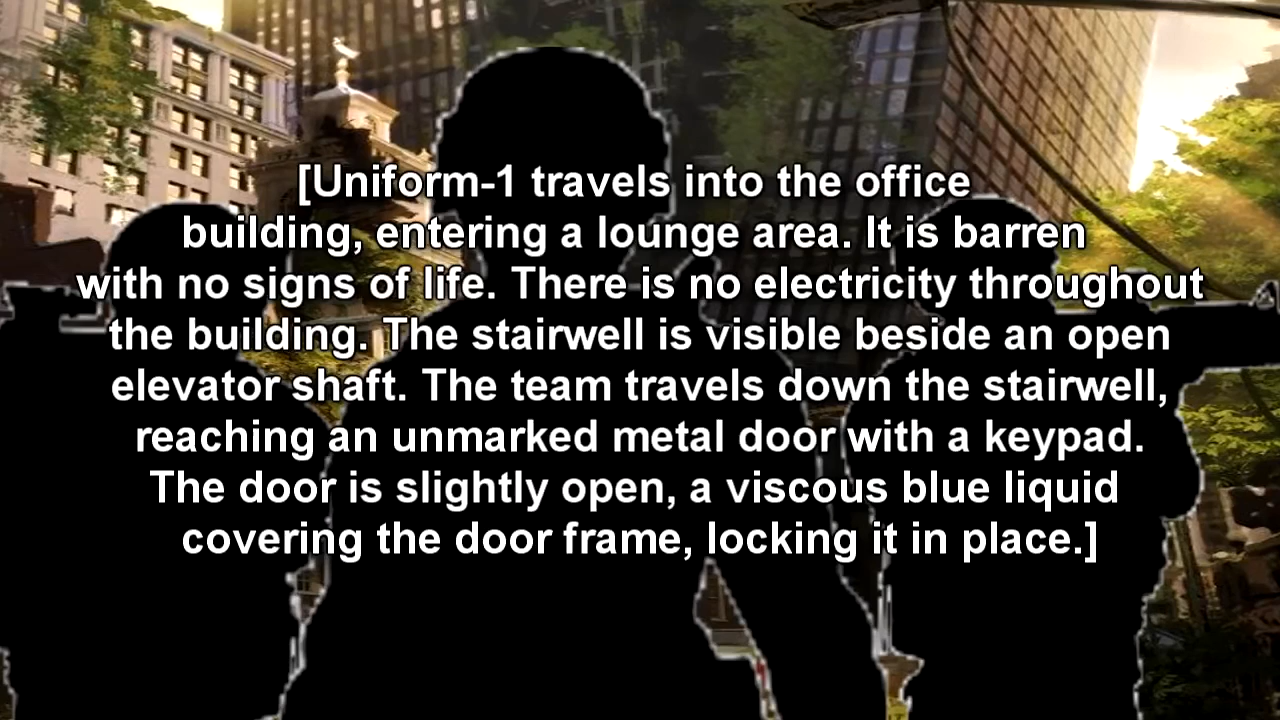 [Uniform-1 travels into the office
building, entering a lounge area. It is barren
with no signs of life. There is no electricity throughout
the building. The stairwell is visible beside an open
elevator shaft. The team travels down the stairwell,
reaching an unmarked metal door with a keypad.
The door is slightly open, a viscous blue liquid
covering the door frame, locking it in place.]